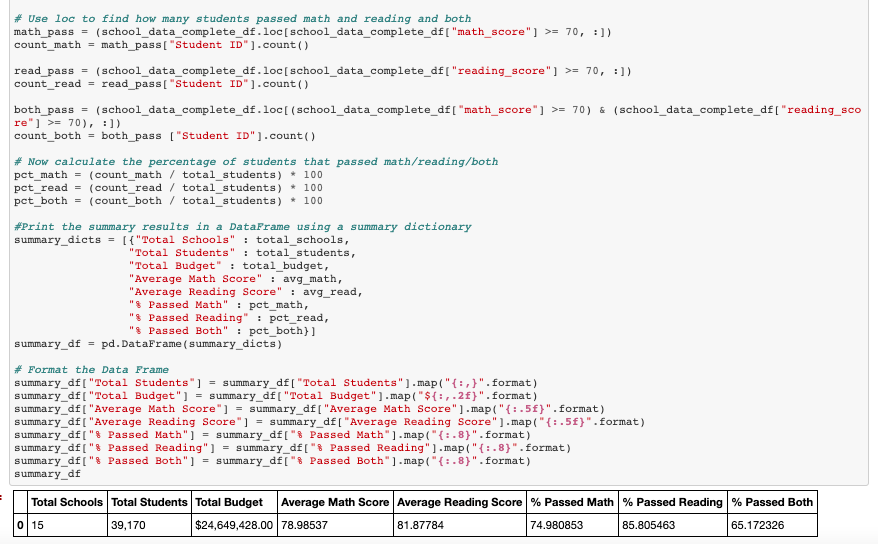 # Use loc to find how many students passed math and reading and both
math_pass = (school_data_complete_df.loc[school_data_complete_df["math_score"] >= 70, :])
count_math = math_pass["Student ID"].count()
read_pass = (school_data_complete_df.loc[school_data_complete_df["reading_score"] >= 70, :])
count_read = read_pass["Student ID"].count()
both_pass = (school_data_complete_df.loc[(school_data_complete_df["math_score"] >= 70) & (school_data_complete_df["reading_sco
re"] >= 70), :])
count_both = both_pass ["Student ID"].count()
# Now calculate the percentage of students that passed math/reading/both
pct_math = (count_math / total_students) * 100
pct_read = (count_read / total_students) * 100
pct_both = (count_both / total_students) * 100
#Print the summary results in a DataFrame using a summary dictionary
summary_dicts = [{"Total Schools" : total_schools,
"Total Students" : total_students,
"Total Budget" : total_budget,
"Average Math Score" : avg_math,
"Average Reading Score" : avg_read,
"% Passed Math" : pct_math,
"% Passed Reading" : pct_read,
"% Passed Both" : pct_both}]
summary_df = pd.DataFrame(summary_dicts)
# Format the Data Frame
summary_df["Total Students"] = summary_df["Total Students"].map("{:,}".format)
summary_df["Total Budget"] = summary_df["Total Budget"].map("${:,.2f}".format)
summary_df["Average Math Score"] = summary_df["Average Math Score"].map("{:.5f}".format)
summary_df["Average Reading Score"] = summary_df["Average Reading Score"].map("{:.5f}".format)
summary_df["% Passed Math"] = summary_df["% Passed Math"].map("{:.8}".format)
summary_df["% Passed Reading"] = summary_df["% Passed Reading"].map("{:.8}".format)
summary_df["% Passed Both"] = summary_df["% Passed Both"].map("{:.8}".format)
summary_df
Total Schools Total Students Total Budget Average Math Score Average Reading Score % Passed Math % Passed Reading % Passed Both
0 15 39,170 $24,649,428.00 78.98537 81.87784 74.980853 85.805463 65.172326